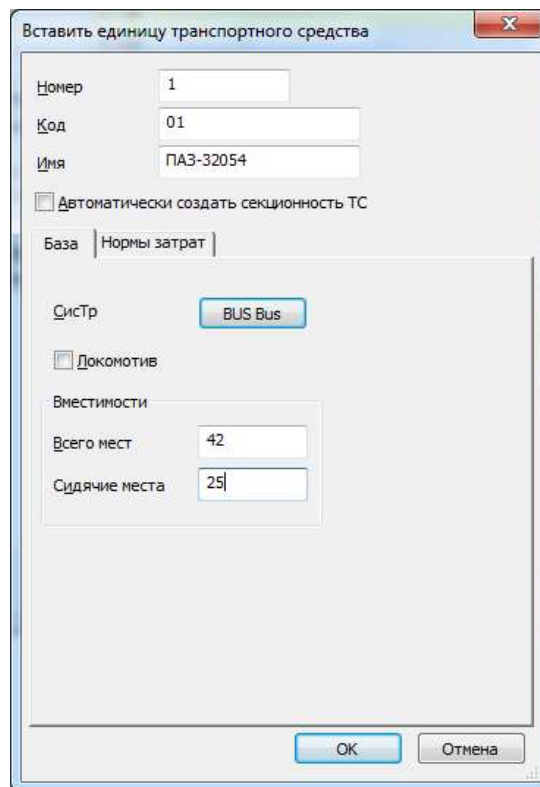 Вставить единицу транспортного средства
Номер 1
Код 01
Имя ПАЗ-32054
Автоматически создать секционность ТС
База Нормы затрат
СисТр BUS Bus
Локомотив
Вместимости
Всего мест 42
Сидячие места 25
OK Отмена